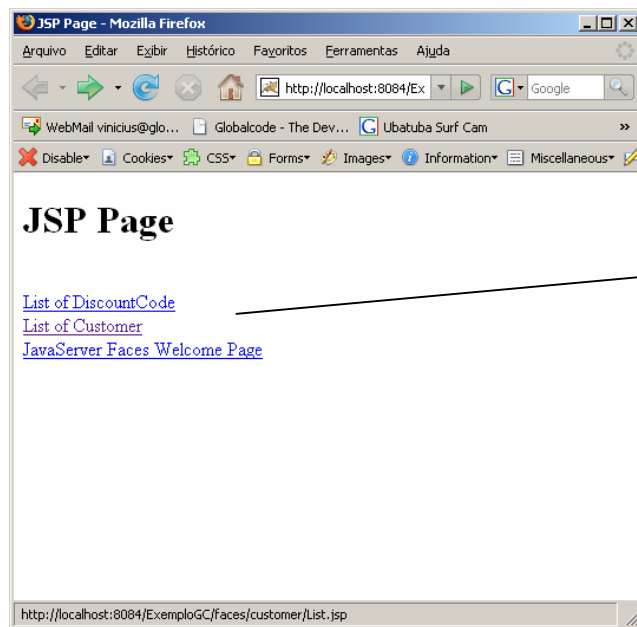 JSP Page - Mozilla Firefox
Arquivo Editar Exibir Histórico Favoritos Ferramentas Ajuda
http://localhost:8084/Ex G Google
WebMail vinicius@glo... Globalcode - The Dev... G Ubatuba Surf Cam »
Disable Cookies CSS Forms Images Information Miscellaneous
JSP Page
List of DiscountCode
List of Customer
JavaServer Faces Welcome Page
http://localhost:8084/ExemploGC/faces/customer/List.jsp